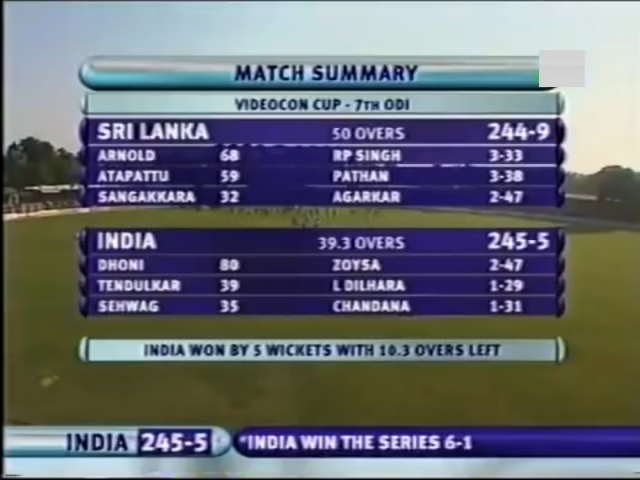 MATCH SUMMARY
VIDEOCON CUP - 7TH ODI
SRI LANKA 50 OVERS 244-9
ARNOLD 68 RP SINGH 3-33
ATAPATTU 59 PATHAN 3-38
SANGAKKARA 32 AGARKAR 2-47
INDIA 39.3 OVERS 245-5
DHONI 80 ZOYSA 2-47
TENDULKAR 39 L DILHARA 1-29
SEHWAG 35 CHANDANA 1-31
INDIA WON BY 5 WICKETS WITH 10.3 OVERS LEFT
INDIA 245-5 *INDIA WIN THE SERIES 6-1